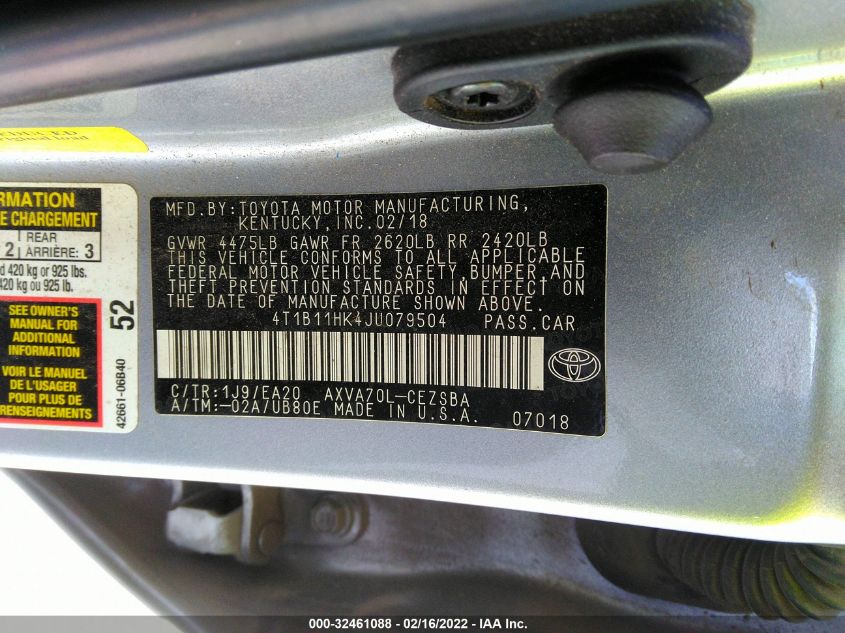 MFD.BY:TOYOTA MOTOR MANUFACTURING,
KENTUCKY,INC.02/18
GVWR 4475LB GAWR FR 2620LB RR 2420LB
THIS VEHICLE CONFORMS TO ALL APPLICABLE
FEDERAL MOTOR VEHICLE SAFETY,BUMPER,AND
THEFT PREVENTION STANDARDS IN EFFECT ON
THE DATE OF MANUFACTURE SHOWN ABOVE.
4T1B11HK4JU079504 PASS.CAR
C/TR:1J9/EA20 AXVA70L-CEZSBA
A/TM:-02A/UB80E MADE IN U.S.A.
07018
TOYOTA
RMATION
E CHARGEMENT
2 REAR
ARRIÈRE: 3
d 420 kg or 925 lbs.
420 kg ou 925 lb.
SEE OWNER'S
MANUAL FOR
ADDITIONAL
INFORMATION
VOIR LE MANUEL
DE L'USAGER
POUR PLUS DE
52
42661-06B40
000-32461088 - 02/16/2022 - IAA Inc.